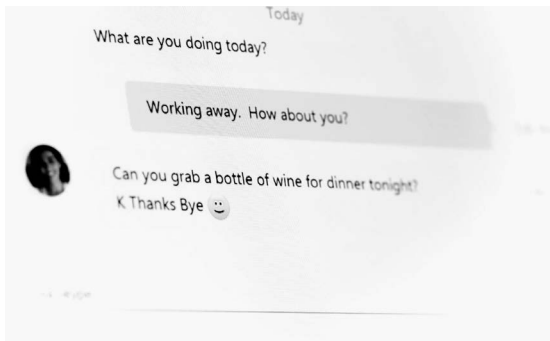 Today
What are you doing today?
Working away. How about you?
Can you grab a bottle of wine for dinner tonight?
K Thanks Bye